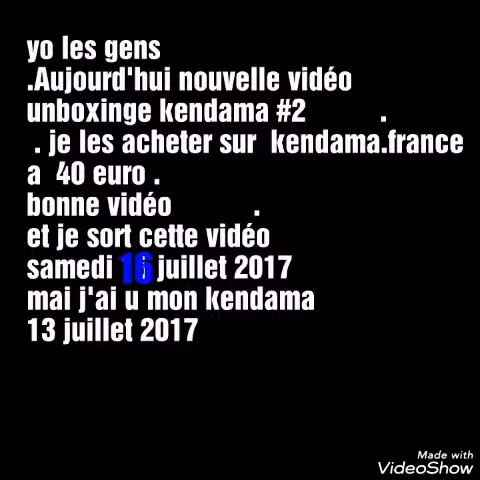 yo les gens
.Aujourd'hui nouvelle vidéo
unboxinge kendama #2 .
. je les acheter sur kendama.france
a 40 euro .
bonne vidéo .
et je sort cette vidéo
samedi 16 juillet 2017
mai j'ai u mon kendama
13 juillet 2017
Made with
VideoShow